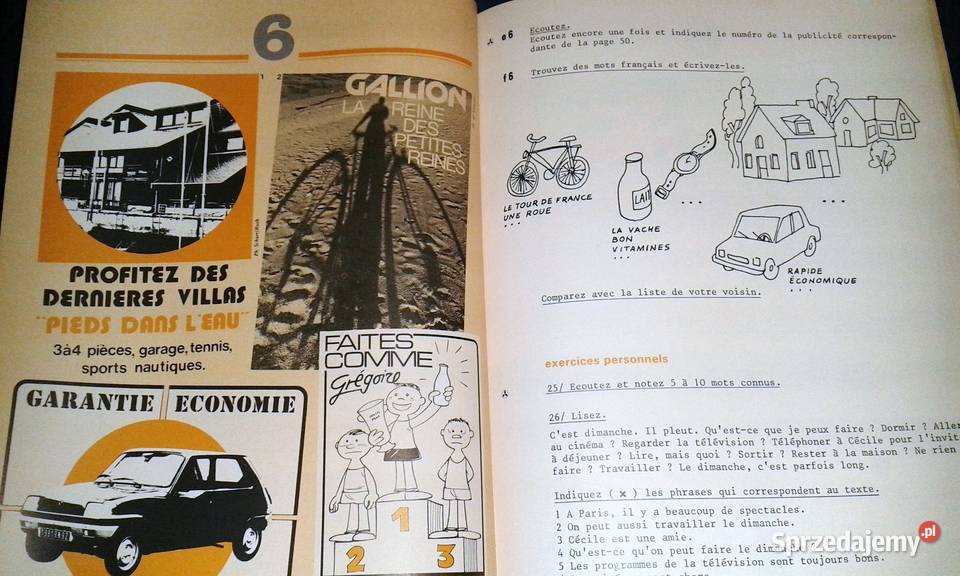 6
1 2
GALLION
LA REINE
DES
PETITES
REINES
PROFITEZ DES
DERNIERES VILLAS
"PIEDS DANS L'EAU"
3à4 pièces, garage, tennis,
sports nautiques.
GARANTIE ECONOMIE
FAITES
COMME
Grégoire
1
2 3
e6 Ecoutez.
Ecoutez encore une fois et indiquez le numéro de la publicité correspon-
dante de la page 50.
f6 Trouvez des mots français et écrivez-les.
LE TOUR DE FRANCE
UNE ROUE
...
LAIT
LA VACHE
BON
VITAMINES
...
...
...
RAPIDE
ÉCONOMIQUE
...
Comparez avec la liste de votre voisin.
exercices personnels
25/ Ecoutez et notez 5 à 10 mots connus.
26/ Lisez.
C'est dimanche. Il pleut. Qu'est-ce que je peux faire ? Dormir ? Aller
au cinéma ? Regarder la télévision ? Téléphoner à Cécile pour l'invit
à déjeuner ? Lire, mais quoi ? Sortir ? Rester à la maison ? Ne rien
faire ? Travailler ? Le dimanche, c'est parfois long.
Indiquez ( x ) les phrases qui correspondent au texte.
1 A Paris, il y a beaucoup de spectacles.
2 On peut aussi travailler le dimanche.
3 Cécile est une amie.
4 Qu'est-ce qu'on peut faire le dim
5 Les programmes de la télévision sont toujours bons.
Sprzedajemy.pl